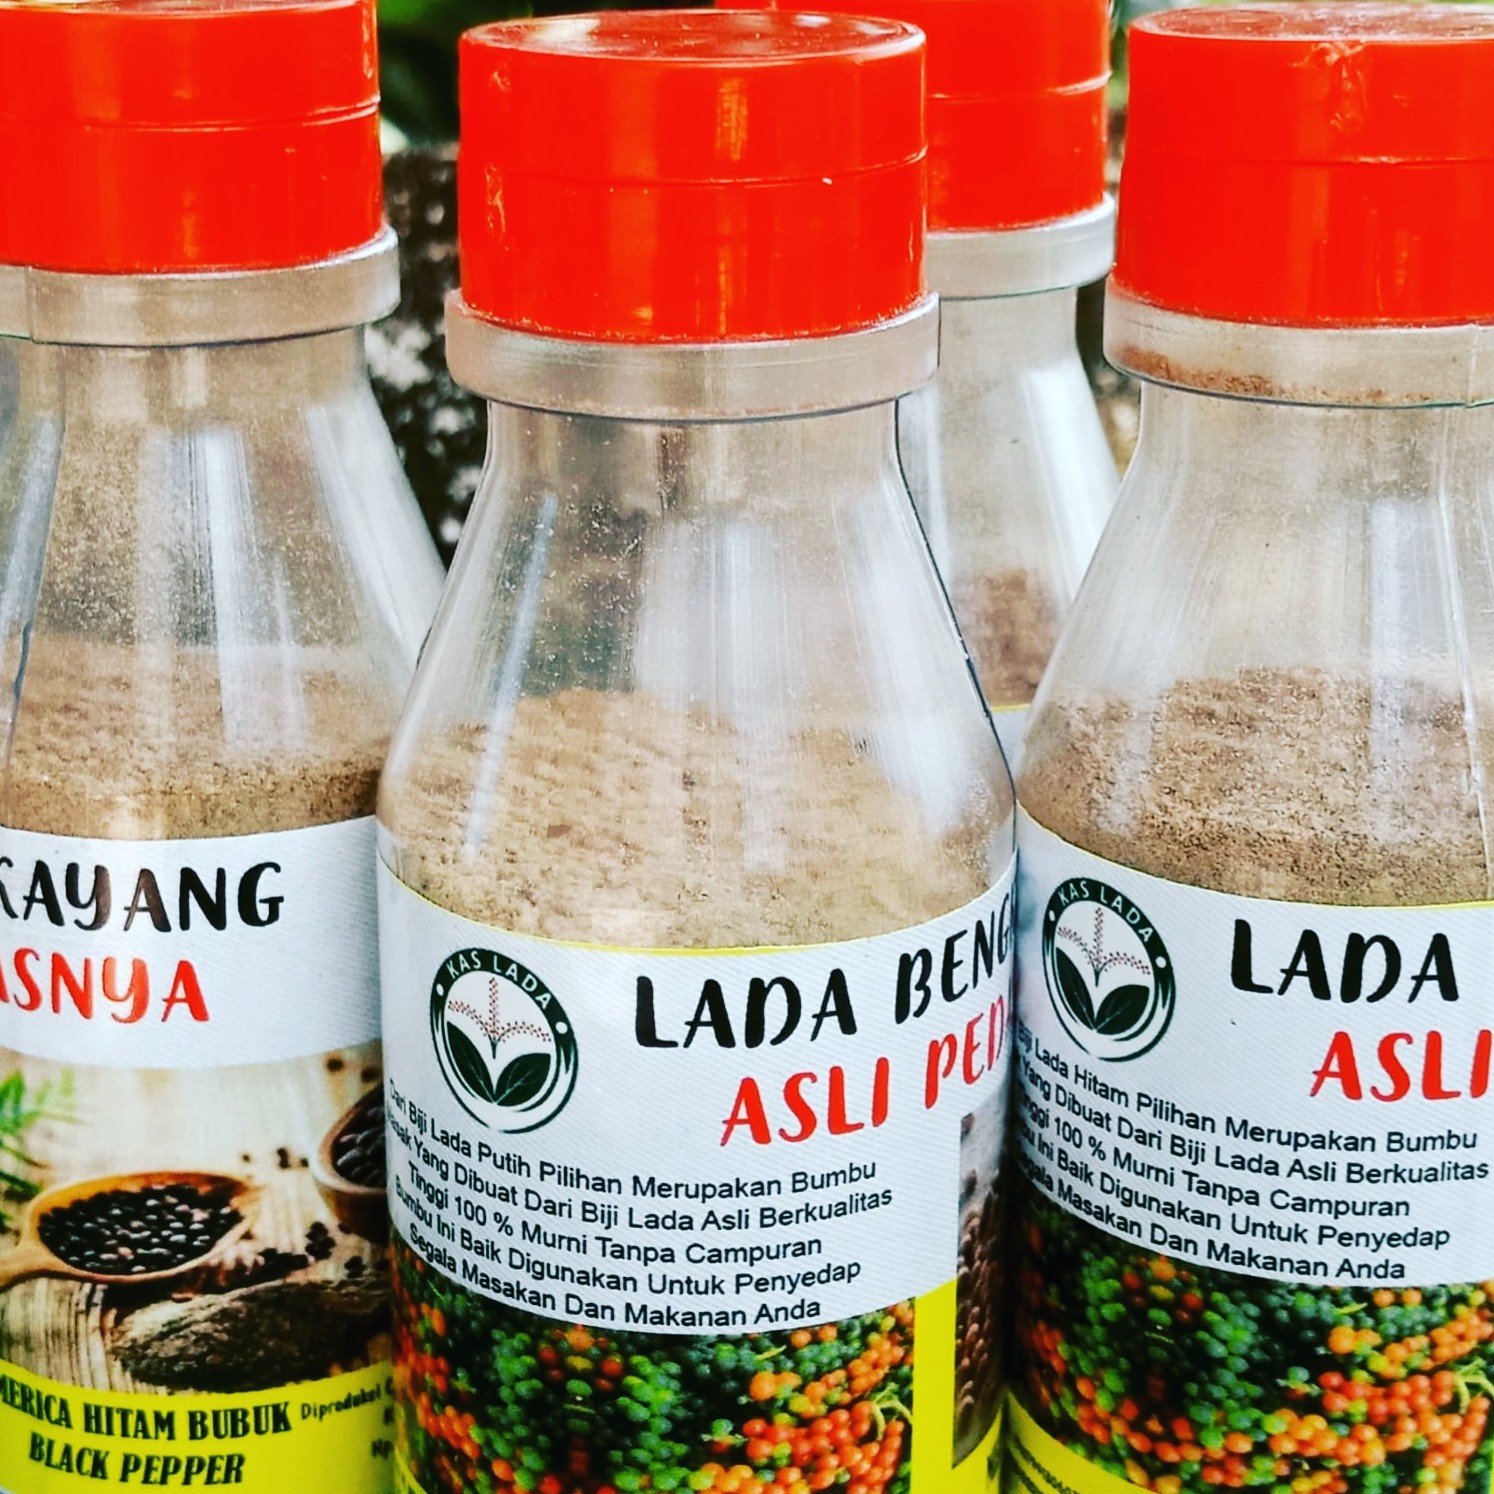 KAYANG
ASNYA
MERICA HITAM BUBUK
BLACK PEPPER
Diproduksi
KAS LADA
LADA BENG
ASLI PED
Dari Biji Lada Putih Pilihan Merupakan Bumbu
Masak Yang Dibuat Dari Biji Lada Asli Berkualitas
Tinggi 100 % Murni Tanpa Campuran
Bumbu Ini Baik Digunakan Untuk Penyedap
Segala Masakan Dan Makanan Anda
KAS LADA
LADA
ASLI
Biji Lada Hitam Pilihan Merupakan Bumbu
Yang Dibuat Dari Biji Lada Asli Berkualitas
100 % Murni Tanpa Campuran
Ini Baik Digunakan Untuk Penyedap
Masakan Dan Makanan Anda